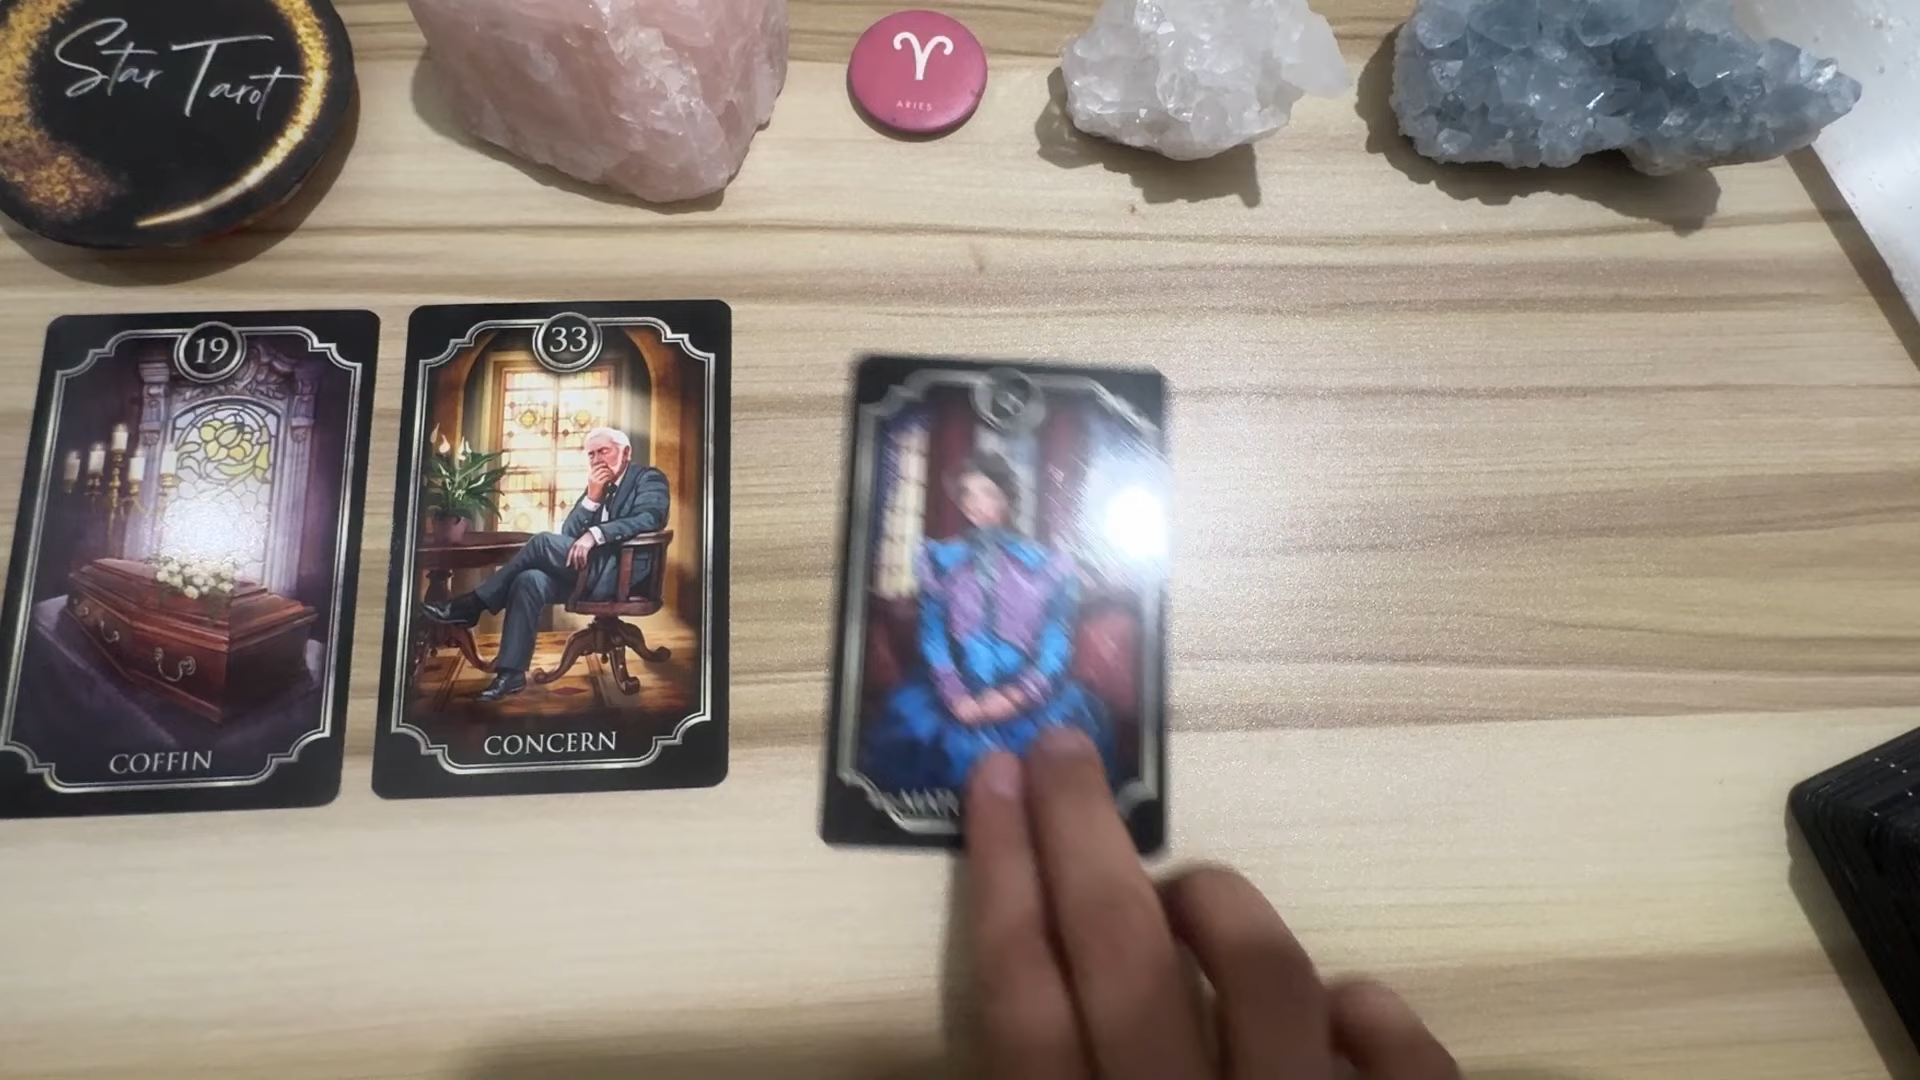 Star Tarot
♈
ARIES
19
COFFIN
33
CONCERN